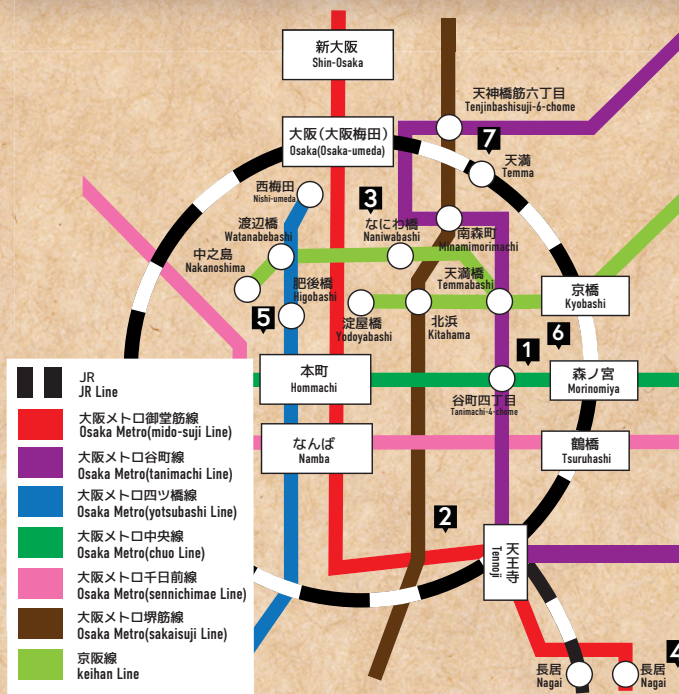 新大阪
Shin-Osaka
大阪(大阪梅田)
Osaka(Osaka-umeda)
天神橋筋六丁目
Tenjinbashisuji-6-chome
7
天満
Temma
西梅田
Nishi-umeda
3
なにわ橋
Naniwabashi
南森町
Minamimorimachi
渡辺橋
Watanabebashi
中之島
Nakanoshima
肥後橋
Higobashi
天満橋
Temmabashi
京橋
Kyobashi
5
淀屋橋
Yodoyabashi
北浜
Kitahama
1
6
本町
Hommachi
谷町四丁目
Tanimachi-4-chome
森ノ宮
Morinomiya
なんば
Namba
鶴橋
Tsuruhashi
2
天王寺
Tennoji
4
長居
Nagai
長居
Nagai
JR
JR Line
大阪メトロ御堂筋線
Osaka Metro(mido-suji Line)
大阪メトロ谷町線
Osaka Metro(tanimachi Line)
大阪メトロ四ツ橋線
Osaka Metro(yotsubashi Line)
大阪メトロ中央線
Osaka Metro(chuo Line)
大阪メトロ千日前線
Osaka Metro(sennichimae Line)
大阪メトロ堺筋線
Osaka Metro(sakaisuji Line)
京阪線
keihan Line